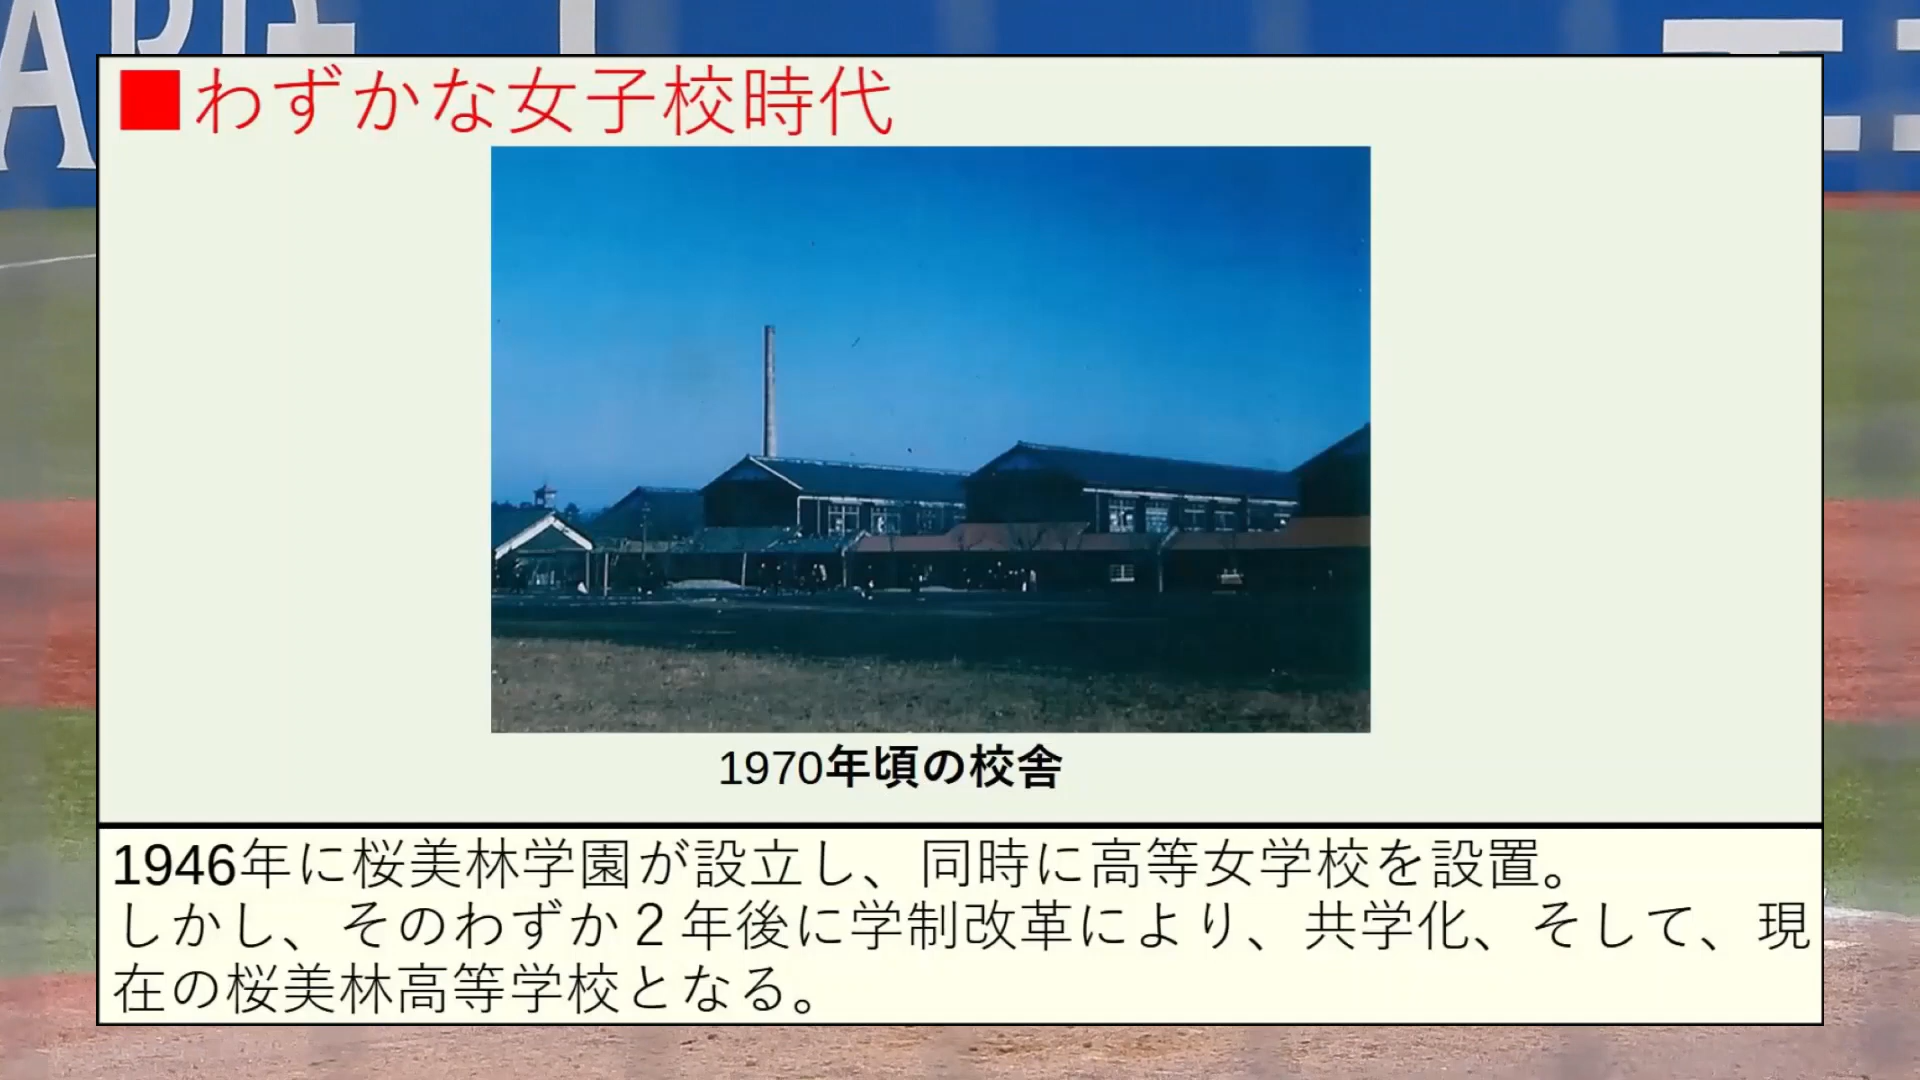 ■わずかな女子校時代
1970年頃の校舎
1946年に桜美林学園が設立し、同時に高等女学校を設置。
しかし、そのわずか２年後に学制改革により、共学化、そして、現
在の桜美林高等学校となる。